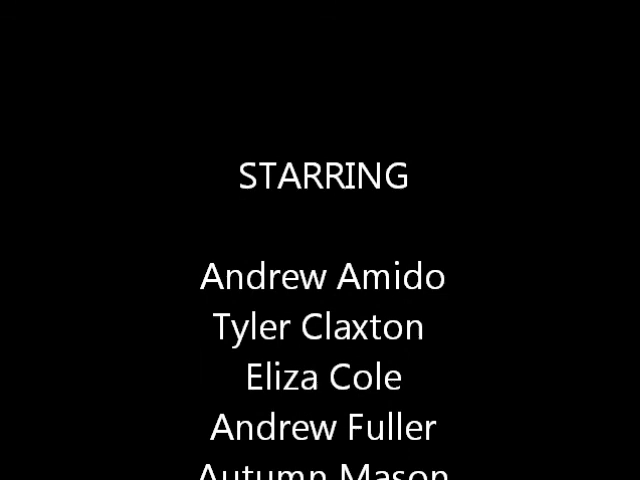 STARRING
Andrew Amido
Tyler Claxton
Eliza Cole
Andrew Fuller
Autumn Mason